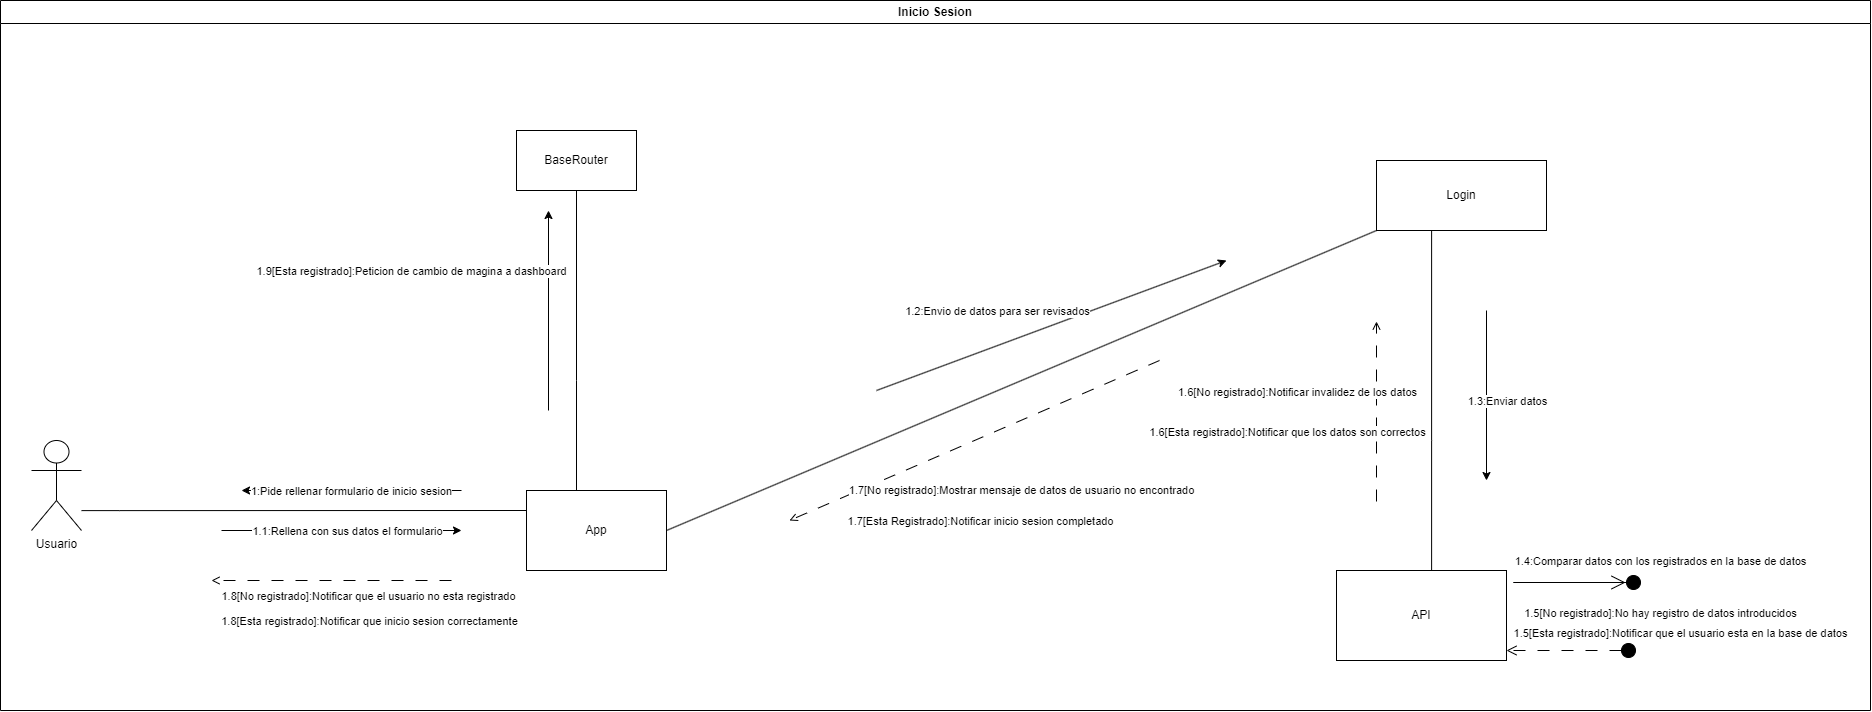 Inicio Sesion
BaseRouter
Login
1.9[Esta registrado]:Peticion de cambio de magina a dashboard
1.2:Envio de datos para ser revisados
1.6[No registrado]:Notificar invalidez de los datos
1.3:Enviar datos
1.6[Esta registrado]:Notificar que los datos son correctos
1:Pide rellenar formulario de inicio sesion
1.7[No registrado]:Mostrar mensaje de datos de usuario no encontrado
1.7[Esta Registrado]:Notificar inicio sesion completado
1.1:Rellena con sus datos el formulario
App
Usuario
1.4:Comparar datos con los registrados en la base de datos
1.8[No registrado]:Notificar que el usuario no esta registrado
1.8[Esta registrado]:Notificar que inicio sesion correctamente
API
1.5[No registrado]:No hay registro de datos introducidos
1.5[Esta registrado]:Notificar que el usuario esta en la base de datos